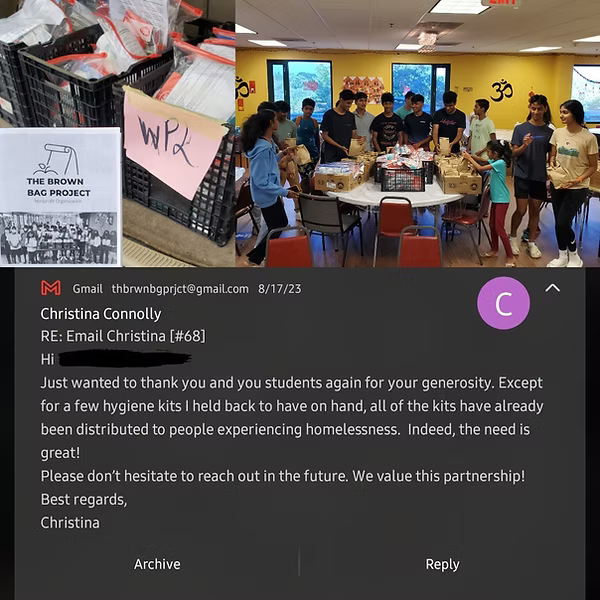 EXIT
WPL
THE BROWN
BAG PROJECT
Nonprofit Organization
ॐ
ॐ
Gmail thbrwnbgprjct@gmail.com 8/17/23
C
Christina Connolly
RE: Email Christina [#68]
Hi
Just wanted to thank you and you students again for your generosity. Except
for a few hygiene kits I held back to have on hand, all of the kits have already
been distributed to people experiencing homelessness. Indeed, the need is
great!
Please don't hesitate to reach out in the future. We value this partnership!
Best regards,
Christina
Archive Reply